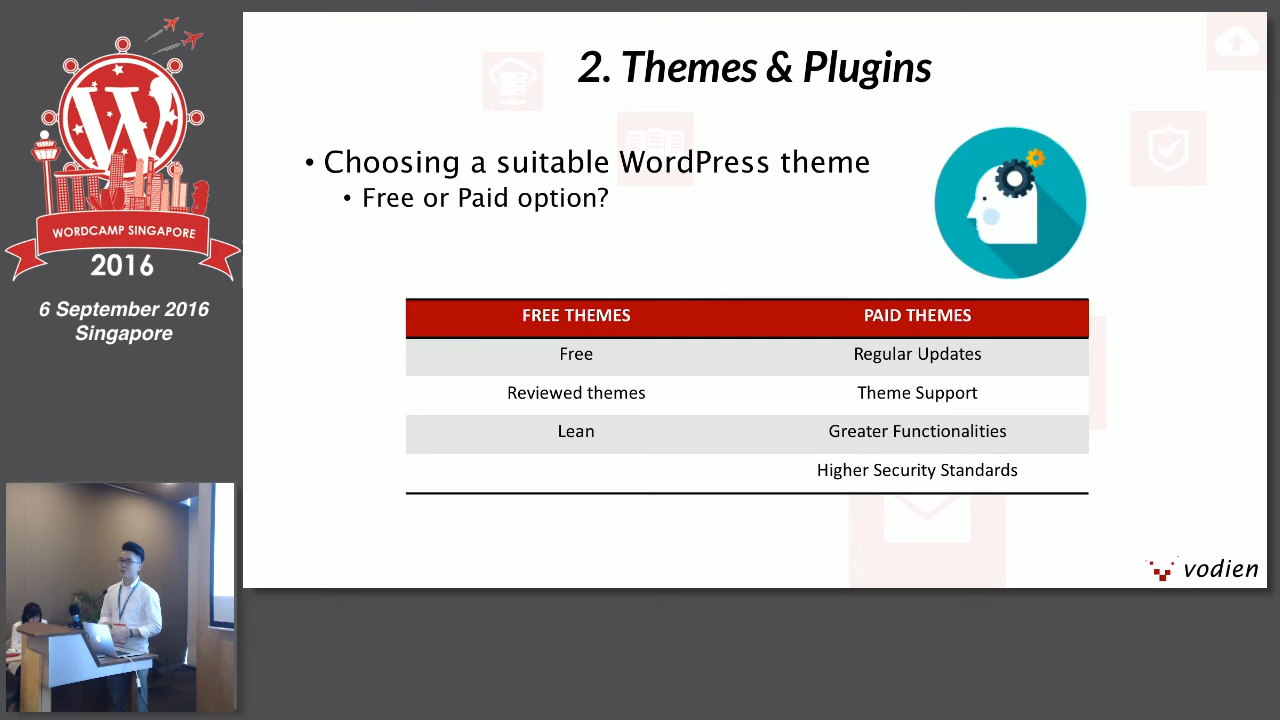 WORDCAMP SINGAPORE
2016
6 September 2016
Singapore
2. Themes & Plugins
• Choosing a suitable WordPress theme
• Free or Paid option?
FREE THEMES PAID THEMES
Free Regular Updates
Reviewed themes Theme Support
Lean Greater Functionalities
Higher Security Standards
vodien